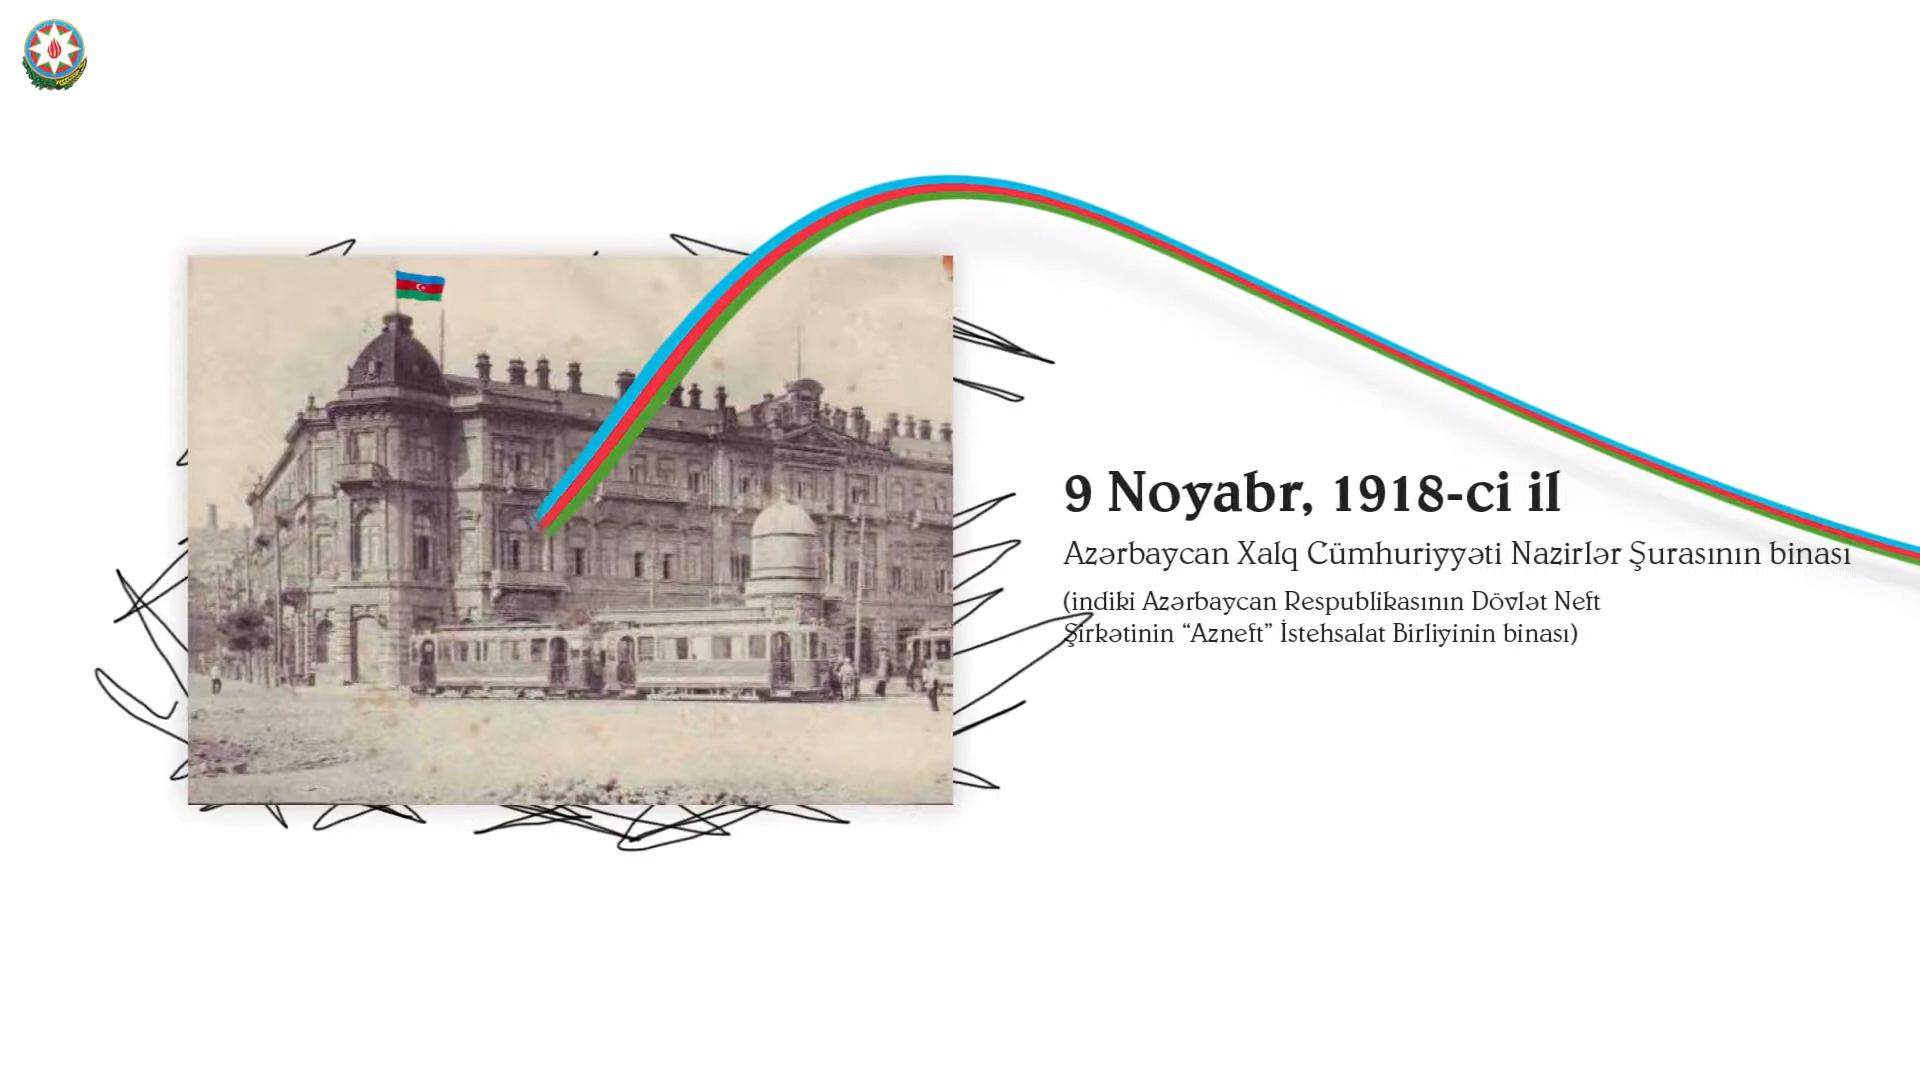 9 Noyabr, 1918-ci il
Azərbaycan Xalq Cümhuriyyəti Nazirlər Şurasının binası
(indiki Azərbaycan Respublikasının Dövlət Neft
Şirkətinin “Azneft” İstehsalat Birliyinin binası)